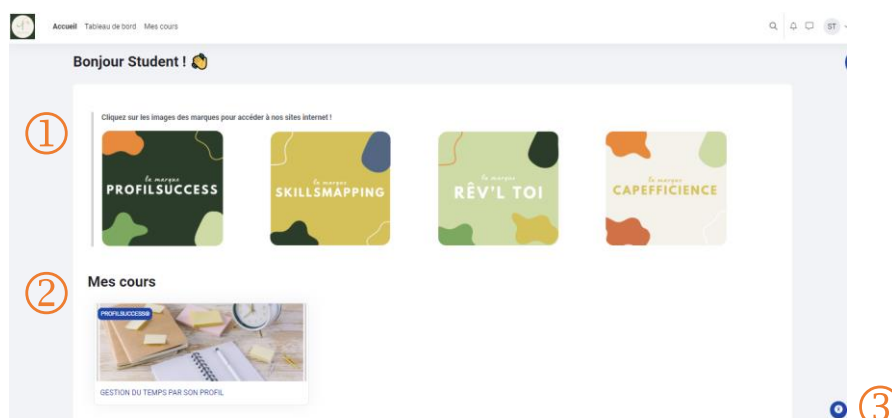 Accueil Tableau de bord Mes cours
ST
Bonjour Student !
①
Cliquez sur les images des marques pour accéder à nos sites internet !
la marque
PROFILSUCCESS
la marque
SKILLSMAPPING
la marque
RÊV'L TOI
la marque
CAPEFFICIENCE
②
Mes cours
PROFILSUCCESS®
GESTION DU TEMPS PAR SON PROFIL
③